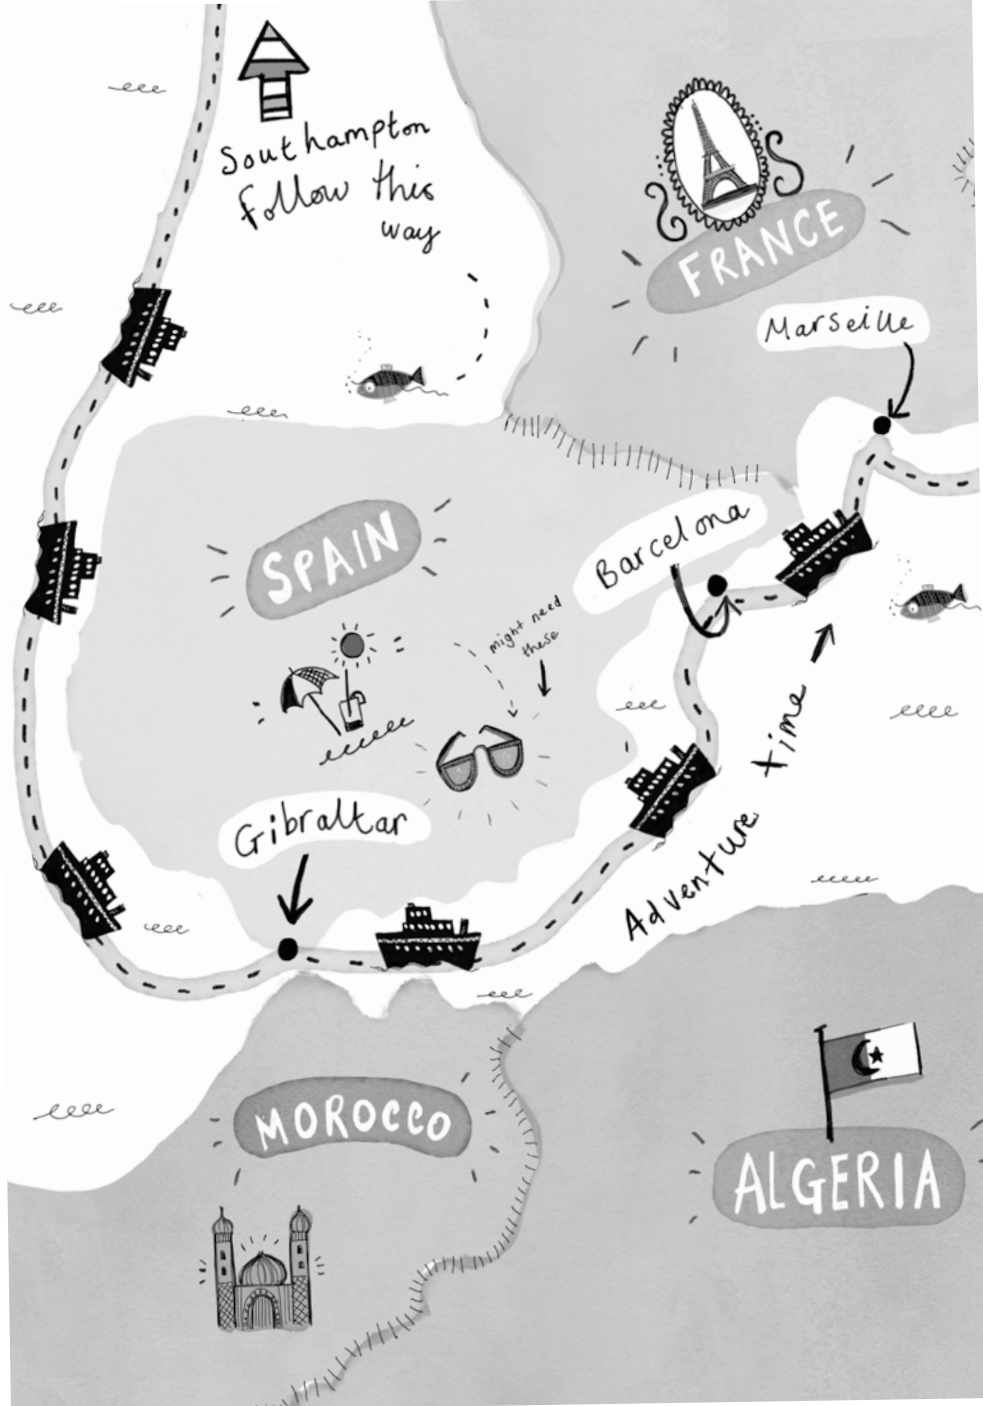 Southampton
follow this
way
FRANCE
Marseille
SPAIN
Barcelona
might need
these
Gibraltar
Adventure time
MOROCCO
ALGERIA